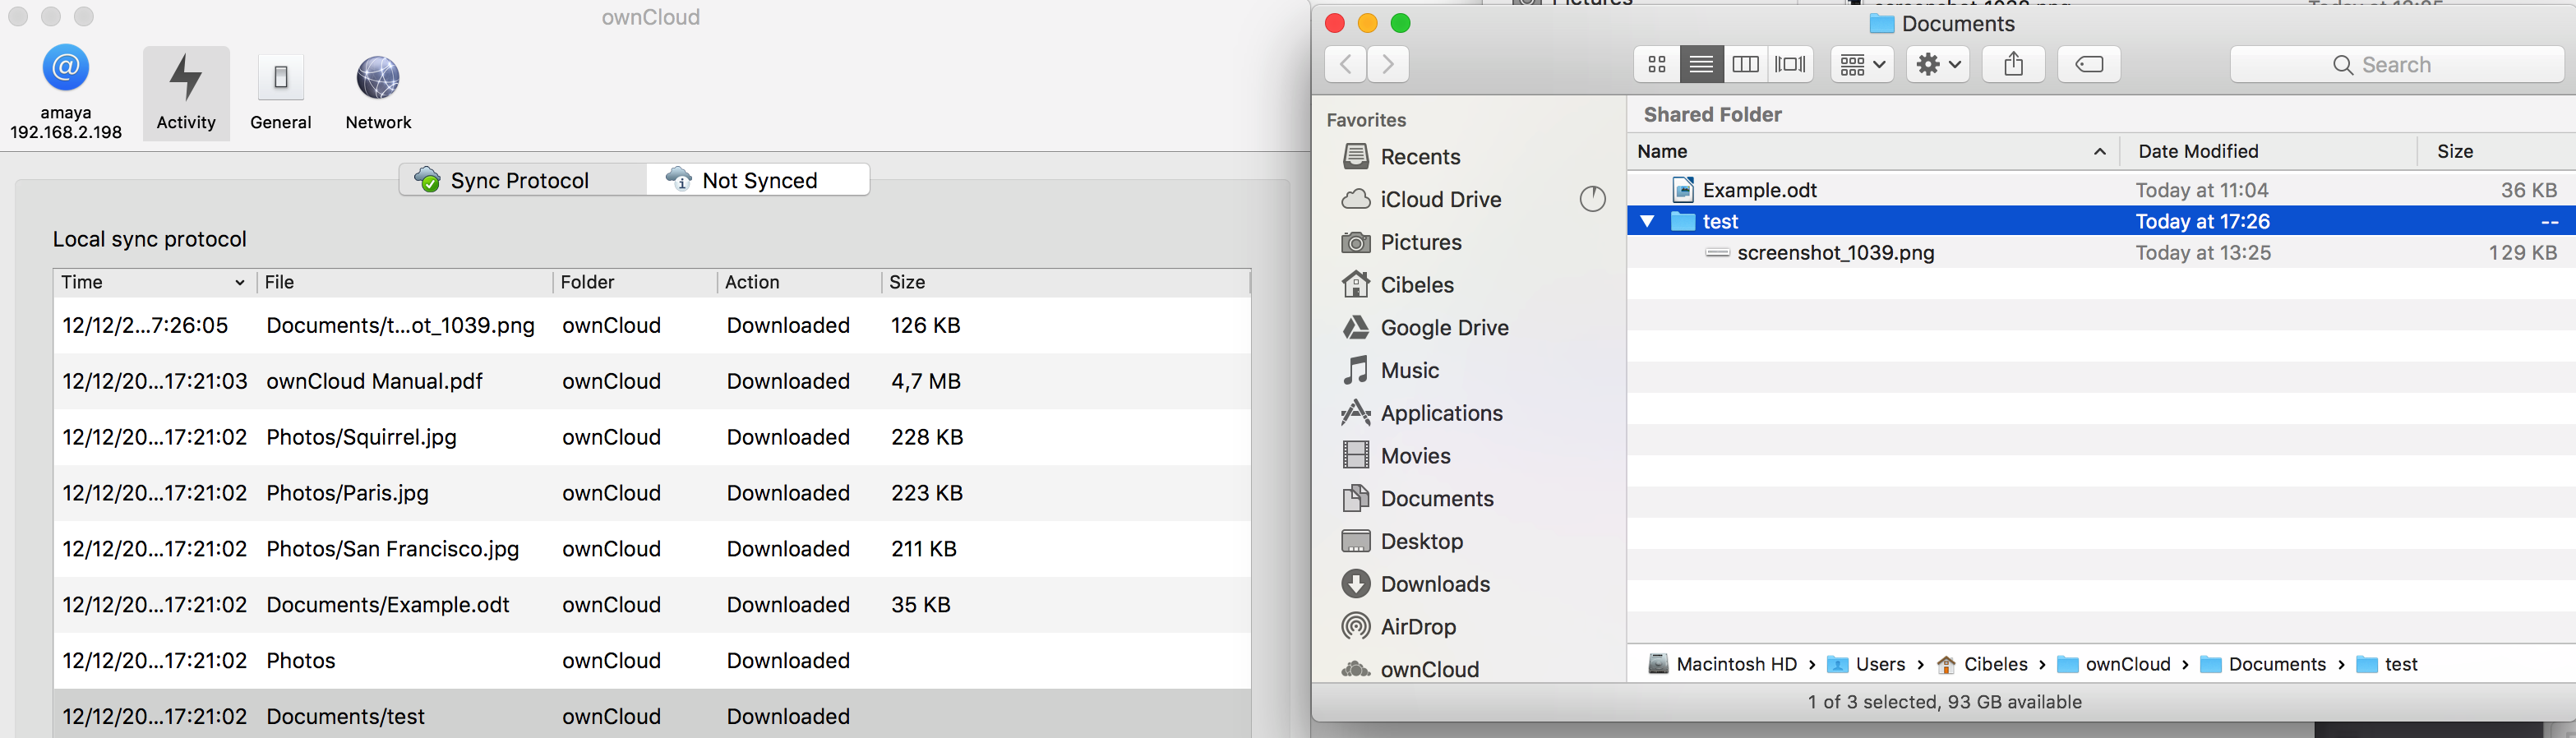 ownCloud
amaya
192.168.2.198
Activity
General
Network
Sync Protocol
Not Synced
Local sync protocol
Time File Folder Action Size
12/12/2...7:26:05 Documents/t...ot_1039.png ownCloud Downloaded 126 KB
12/12/20...17:21:03 ownCloud Manual.pdf ownCloud Downloaded 4,7 MB
12/12/20...17:21:02 Photos/Squirrel.jpg ownCloud Downloaded 228 KB
12/12/20...17:21:02 Photos/Paris.jpg ownCloud Downloaded 223 KB
12/12/20...17:21:02 Photos/San Francisco.jpg ownCloud Downloaded 211 KB
12/12/20...17:21:02 Documents/Example.odt ownCloud Downloaded 35 KB
12/12/20...17:21:02 Photos ownCloud Downloaded
12/12/20...17:21:02 Documents/test ownCloud Downloaded
Pictures
Documents
Search
Favorites
Recents
iCloud Drive
Pictures
Cibeles
Google Drive
Music
Applications
Movies
Documents
Desktop
Downloads
AirDrop
ownCloud
Shared Folder
Name Date Modified Size
Example.odt Today at 11:04 36 KB
test Today at 17:26 --
screenshot_1039.png Today at 13:25 129 KB
Macintosh HD › Users › Cibeles › ownCloud › Documents › test
1 of 3 selected, 93 GB available